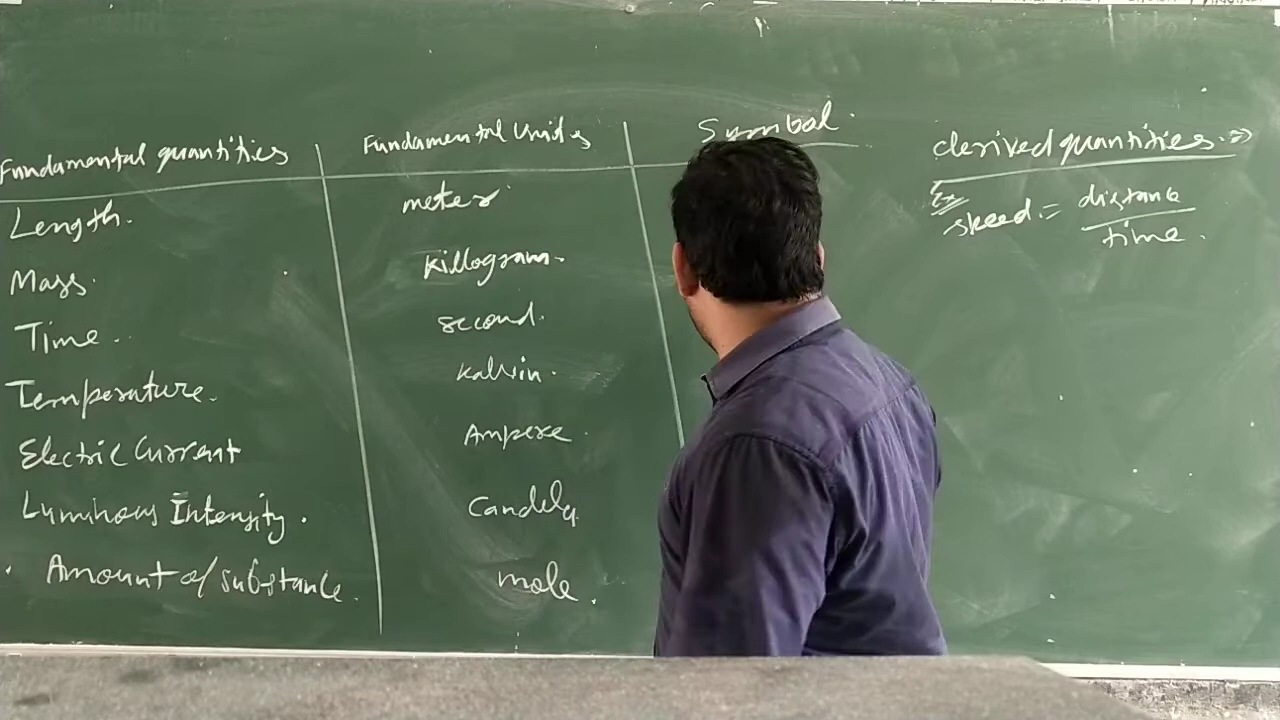 Fundamental quantities
Fundamental Units
Symbol.
Length.
meter
Mass.
killogram.
Time..
second.
Temperature.
kalvin.
Electric Current
Ampere.
Luminous Intensity.
Candela
Amount of substance.
mole.
derived quantities. ⇒
Ex
speed. = distance
time.